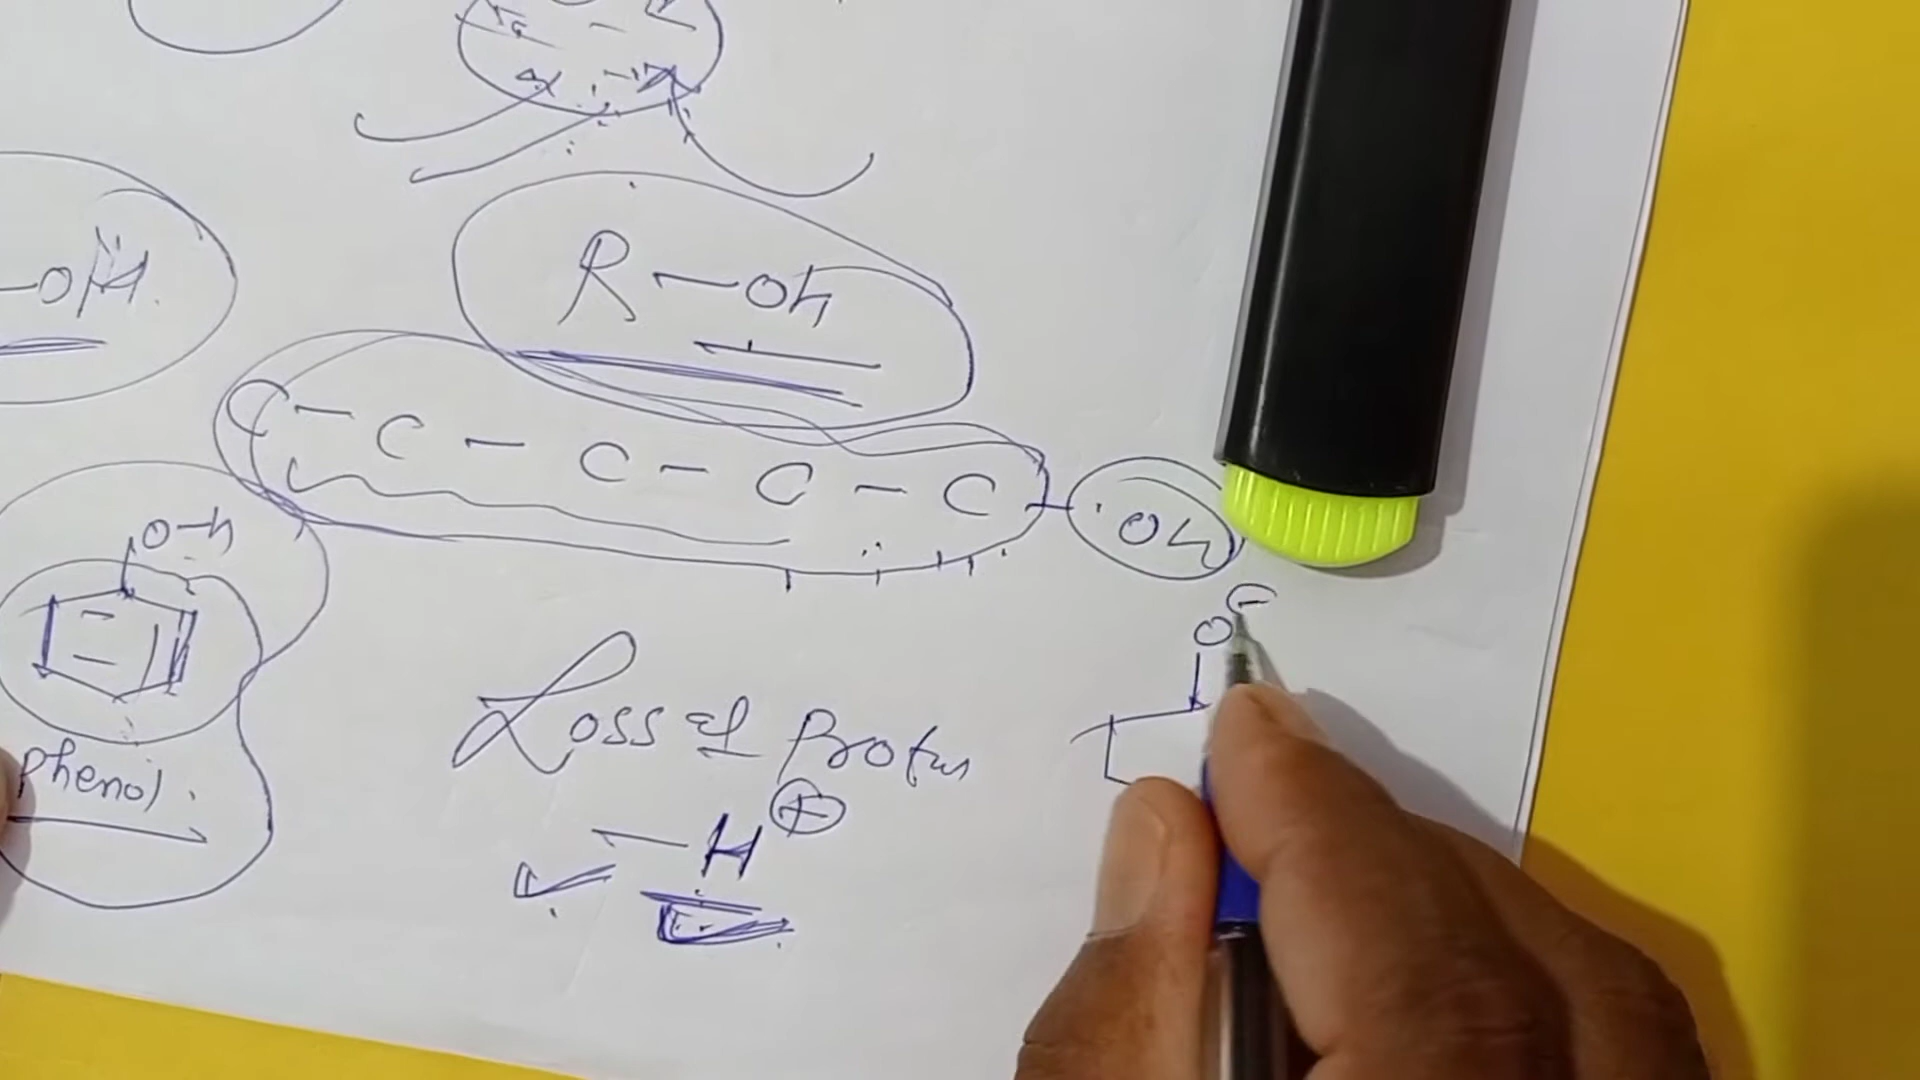 -OH
R-oh
C-C-C-C-C-oh
O-h
O
phenol.
Loss of Proton
-H⊕